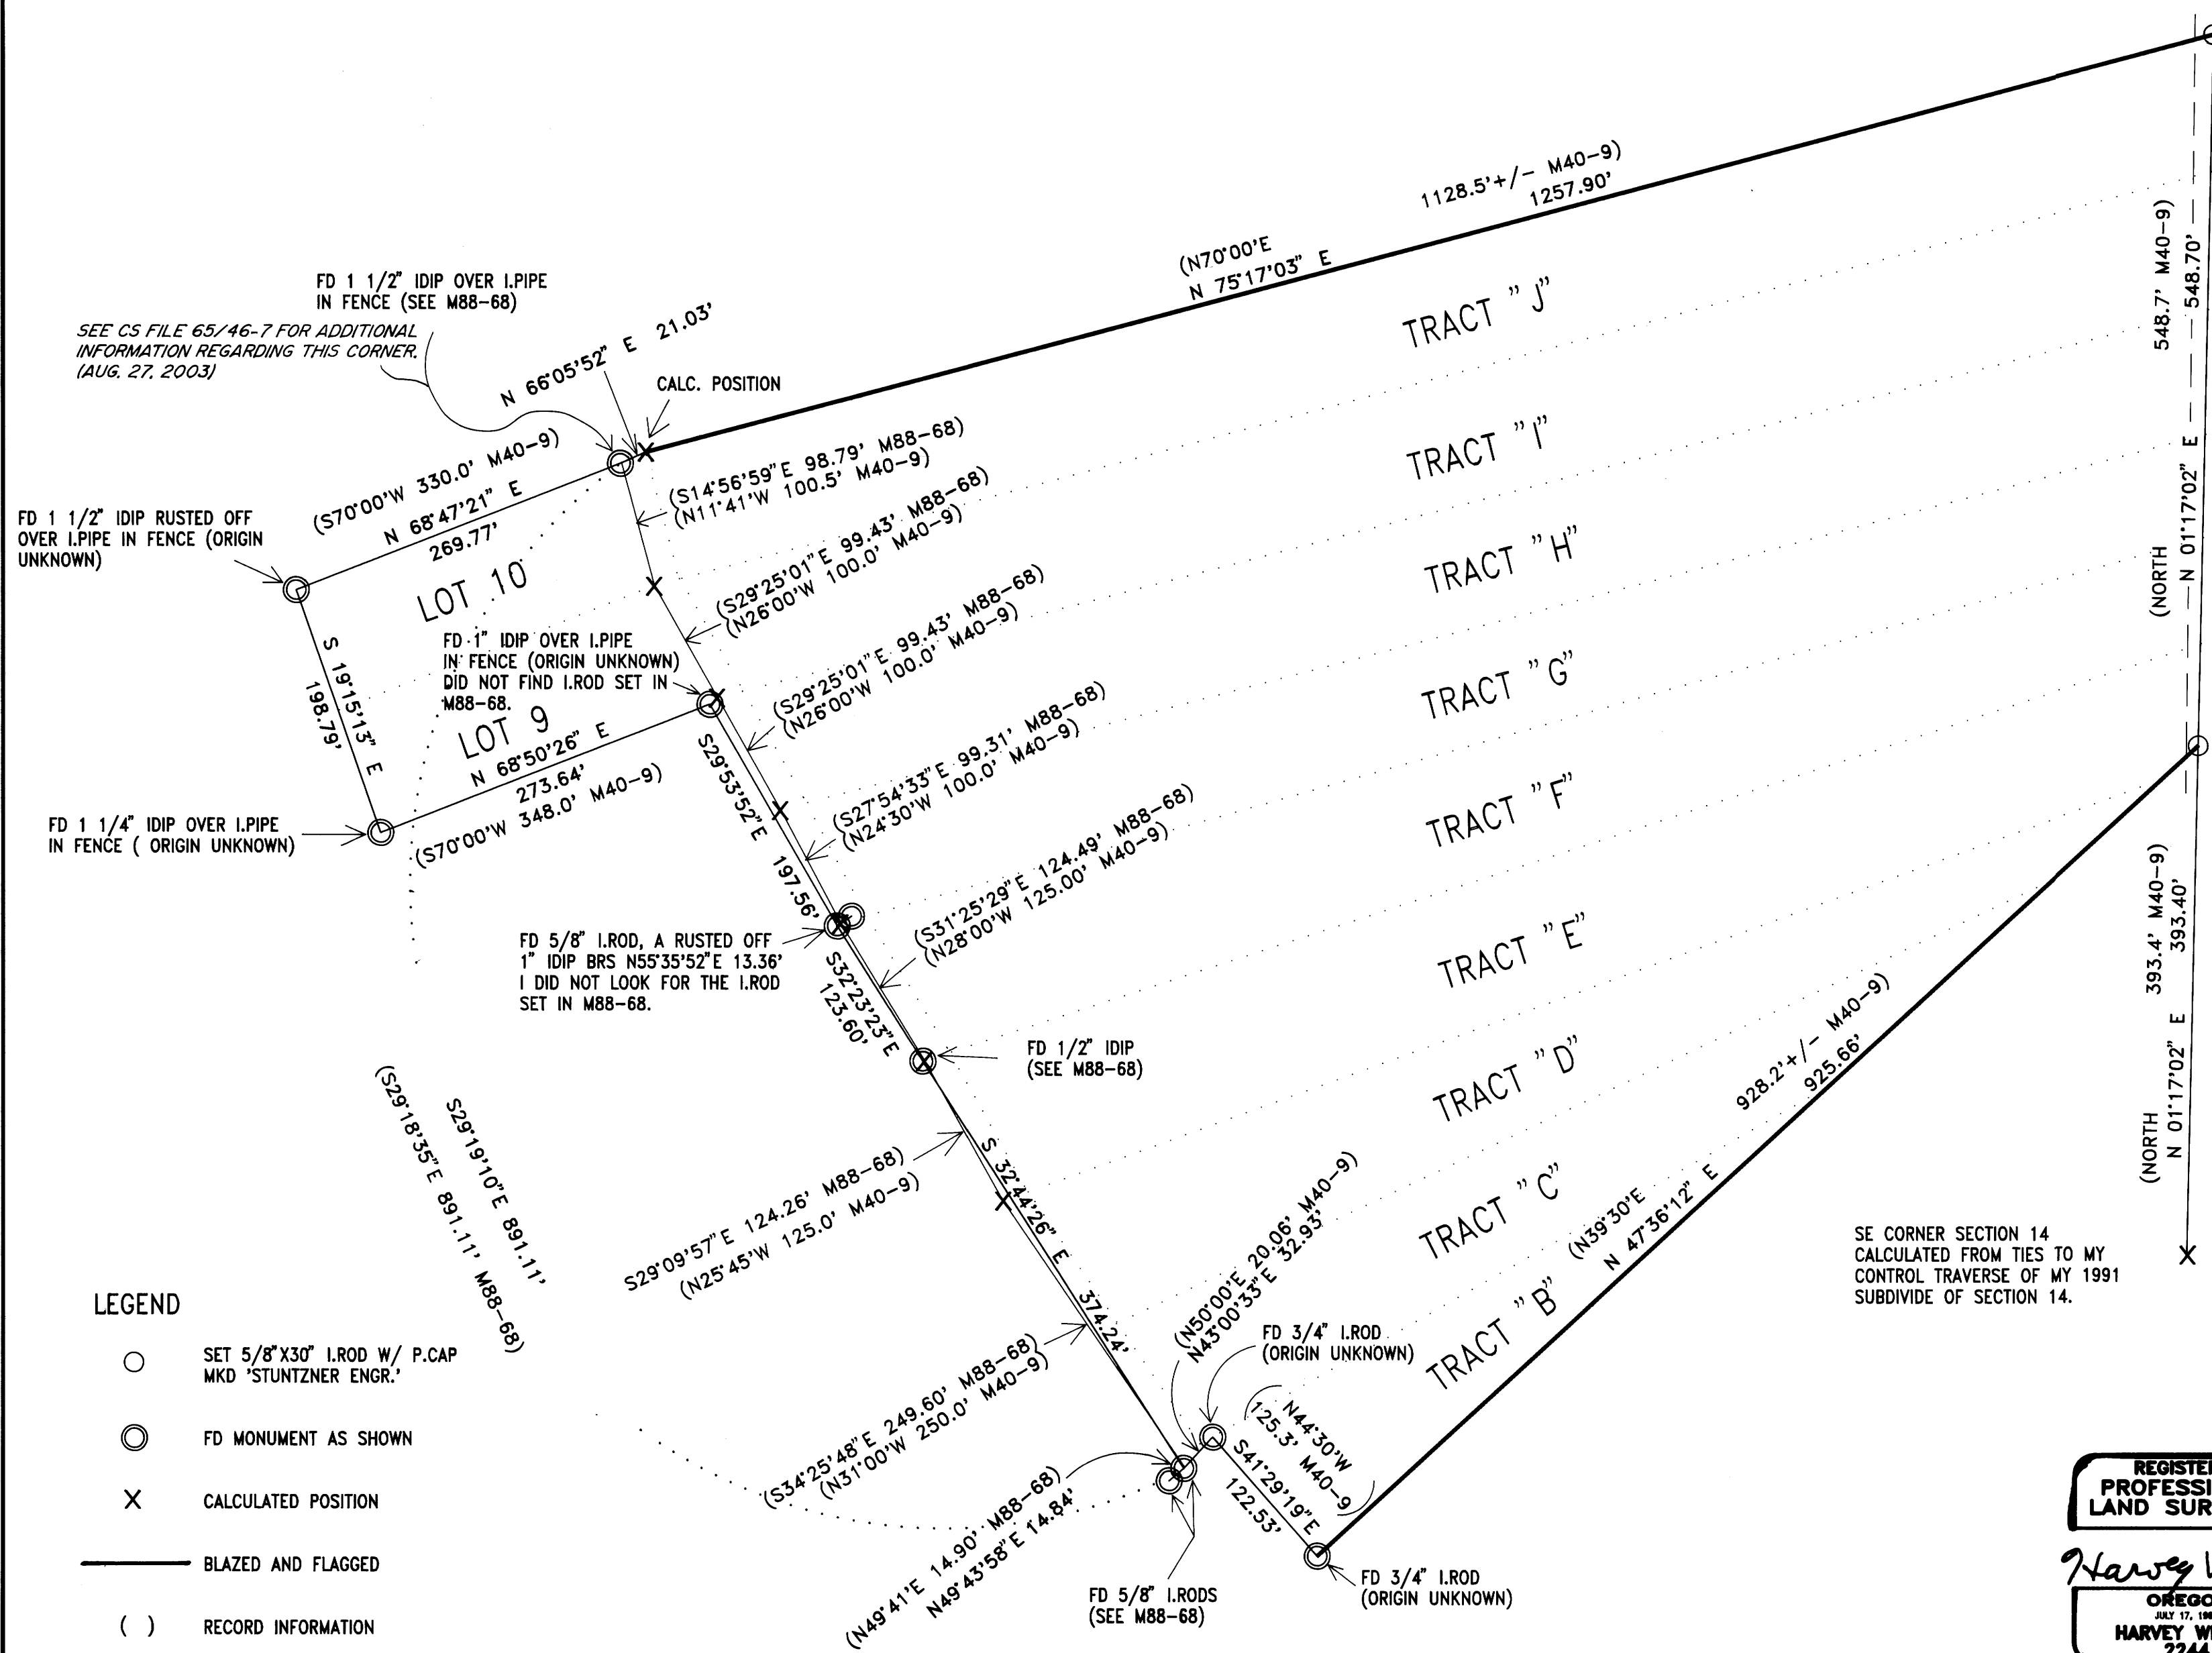 1128.5'+/- M40-9)
1257.90'
(N70°00'E
N 75°17'03" E
548.7' M40-9)
548.70'
(NORTH
N 01°17'02" E
FD 1 1/2" IDIP OVER I.PIPE
IN FENCE (SEE M88-68)
SEE CS FILE 65/46-7 FOR ADDITIONAL
INFORMATION REGARDING THIS CORNER.
(AUG. 27, 2003)
N 66°05'52" E 21.03'
CALC. POSITION
TRACT "J"
(S70°00'W 330.0' M40-9)
N 68°47'21" E
269.77'
(S14°56'59"E 98.79' M88-68)
(N11°41'W 100.5' M40-9)
TRACT "I"
FD 1 1/2" IDIP RUSTED OFF
OVER I.PIPE IN FENCE (ORIGIN
UNKNOWN)
LOT 10
(S29°25'01"E 99.43' M88-68)
(N26°00'W 100.0' M40-9)
TRACT "H"
FD 1" IDIP OVER I.PIPE
IN FENCE (ORIGIN UNKNOWN)
DID NOT FIND I.ROD SET IN
M88-68.
S 19°15'13" E
198.79'
(S29°25'01"E 99.43' M88-68)
(N26°00'W 100.0' M40-9)
TRACT "G"
LOT 9
N 68°50'26" E
273.64'
(S70°00'W 348.0' M40-9)
S29°53'52"E 197.56'
(S27°54'33"E 99.31' M88-68)
(N24°30'W 100.0' M40-9)
TRACT "F"
FD 1 1/4" IDIP OVER I.PIPE
IN FENCE ( ORIGIN UNKNOWN)
(S31°25'29"E 124.49' M88-68)
(N28°00'W 125.00' M40-9)
TRACT "E"
393.4' M40-9)
393.40'
(NORTH
N 01°17'02" E
FD 5/8" I.ROD, A RUSTED OFF
1" IDIP BRS N55°35'52"E 13.36'
I DID NOT LOOK FOR THE I.ROD
SET IN M88-68.
S32°23'23"E
123.60'
FD 1/2" IDIP
(SEE M88-68)
TRACT "D"
928.2'+/- M40-9)
925.66'
(S29°18'35"E 891.11' M88-68)
S29°19'10"E 891.11'
S29°09'57"E 124.26' M88-68)
(N25°45'W 125.0' M40-9)
S 32°44'26" E 374.24'
TRACT "C"
(N39°30'E
N 47°36'12" E
SE CORNER SECTION 14
CALCULATED FROM TIES TO MY
CONTROL TRAVERSE OF MY 1991
SUBDIVIDE OF SECTION 14.
(N50°00'E 20.06' M40-9)
N43°00'33"E 32.93'
TRACT "B"
FD 3/4" I.ROD
(ORIGIN UNKNOWN)
(S34°25'48"E 249.60' M88-68)
(N31°00'W 250.0' M40-9)
N44°30'W
(125.3' M40-9)
S41°29'19"E
122.53'
(N49°41'E 14.90' M88-68)
N49°43'58"E 14.84'
FD 5/8" I.RODS
(SEE M88-68)
FD 3/4" I.ROD
(ORIGIN UNKNOWN)
LEGEND
SET 5/8"X30" I.ROD W/ P.CAP
MKD 'STUNTZNER ENGR.'
FD MONUMENT AS SHOWN
X CALCULATED POSITION
BLAZED AND FLAGGED
( ) RECORD INFORMATION
REGISTE
PROFESSI
LAND SUR
Harvey
OREGO
JULY 17, 19
HARVEY W
2244